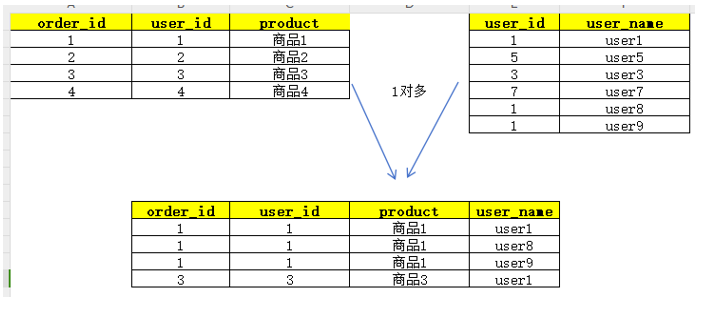 order_id user_id product
1 1 商品1
2 2 商品2
3 3 商品3
4 4 商品4
1对多
user_id user_name
1 user1
5 user5
3 user3
7 user7
1 user8
1 user9
order_id user_id product user_name
1 1 商品1 user1
1 1 商品1 user8
1 1 商品1 user9
3 3 商品3 user1